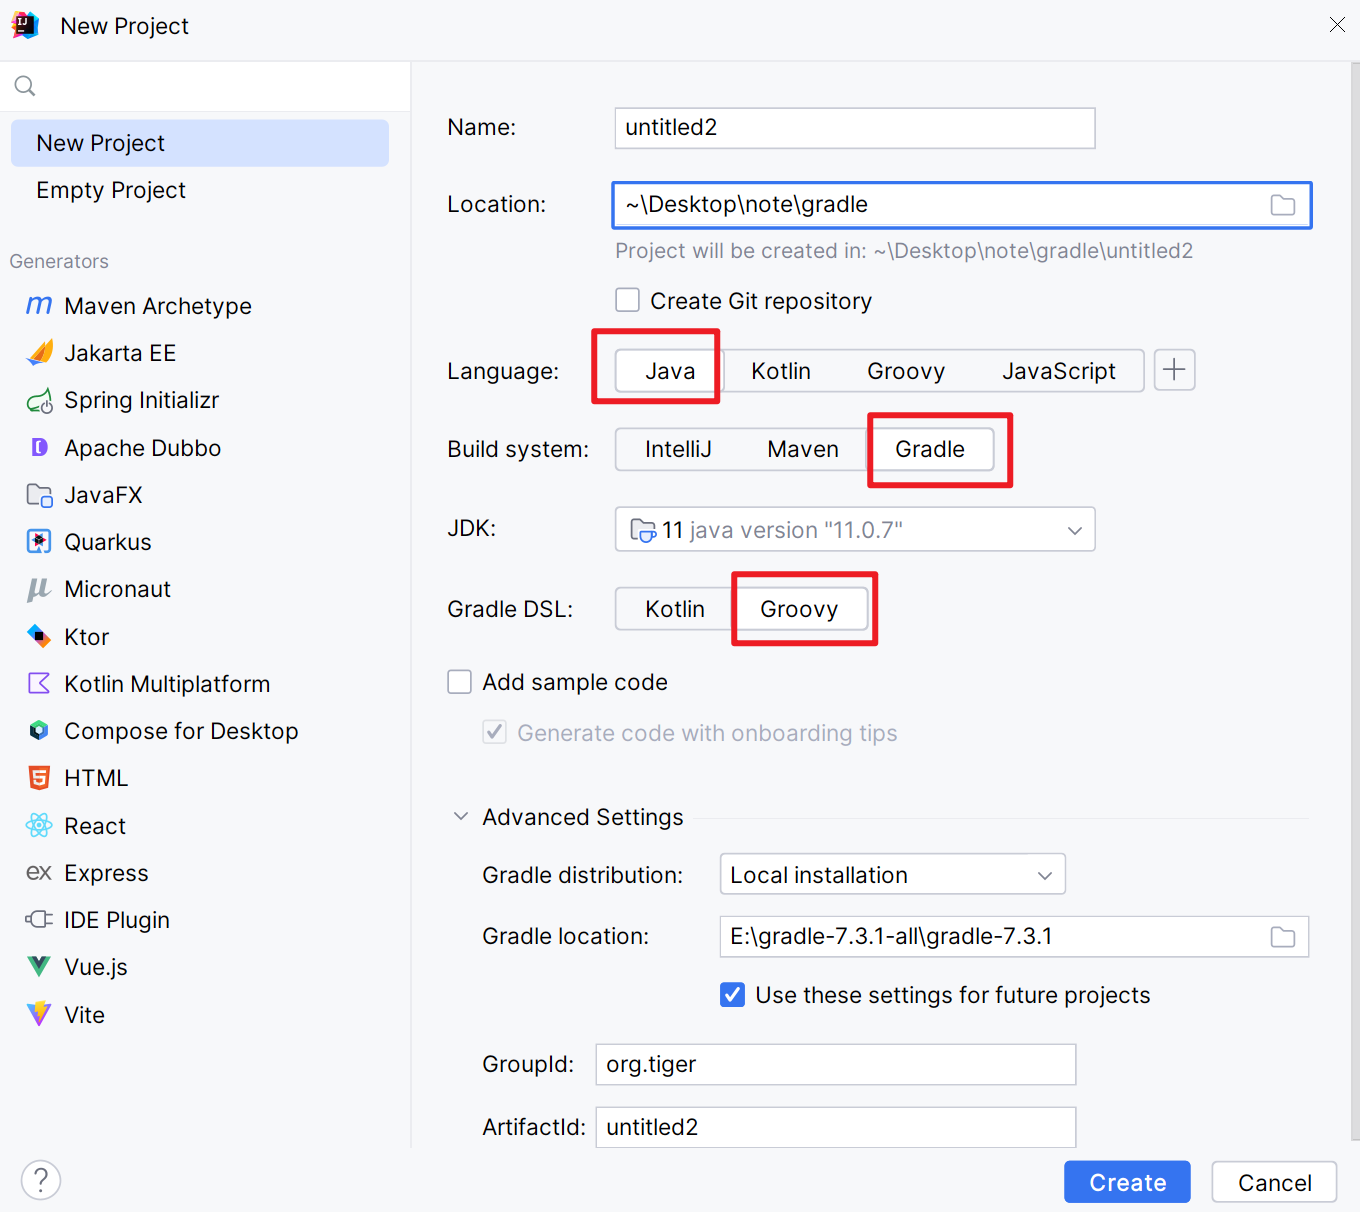 New Project
New Project
Empty Project
Generators
Maven Archetype
Jakarta EE
Spring Initializr
Apache Dubbo
JavaFX
Quarkus
Micronaut
Ktor
Kotlin Multiplatform
Compose for Desktop
HTML
React
Express
IDE Plugin
Vue.js
Vite
Name: untitled2
Location: ~\Desktop\note\gradle
Project will be created in: ~\Desktop\note\gradle\untitled2
Create Git repository
Language: Java Kotlin Groovy JavaScript
Build system: IntelliJ Maven Gradle
JDK: 11 java version "11.0.7"
Gradle DSL: Kotlin Groovy
Add sample code
Generate code with onboarding tips
Advanced Settings
Gradle distribution: Local installation
Gradle location: E:\gradle-7.3.1-all\gradle-7.3.1
Use these settings for future projects
GroupId: org.tiger
ArtifactId: untitled2
? Create Cancel